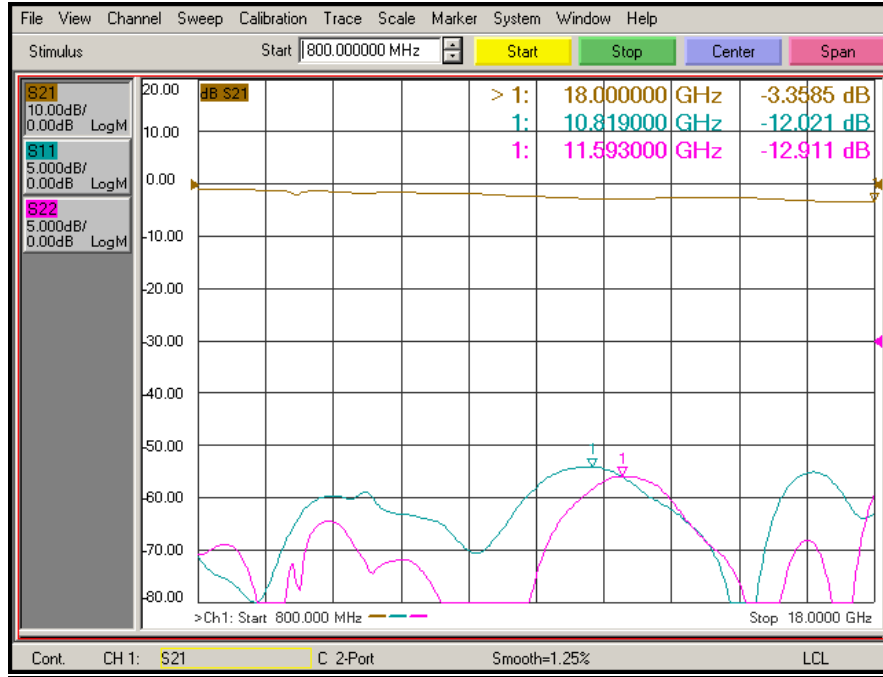 File View Channel Sweep Calibration Trace Scale Marker System Window Help
Stimulus Start 800.000000 MHz Start Stop Center Span
S21
10.00dB/
0.00dB LogM
S11
5.000dB/
0.00dB LogM
S22
5.000dB/
0.00dB LogM
dB S21
> 1: 18.000000 GHz -3.3585 dB
1: 10.819000 GHz -12.021 dB
1: 11.593000 GHz -12.911 dB
20.00
10.00
0.00
-10.00
-20.00
-30.00
-40.00
-50.00
-60.00
-70.00
-80.00
1
1
>Ch1: Start 800.000 MHz Stop 18.0000 GHz
Cont. CH 1: S21 C 2-Port Smooth=1.25% LCL